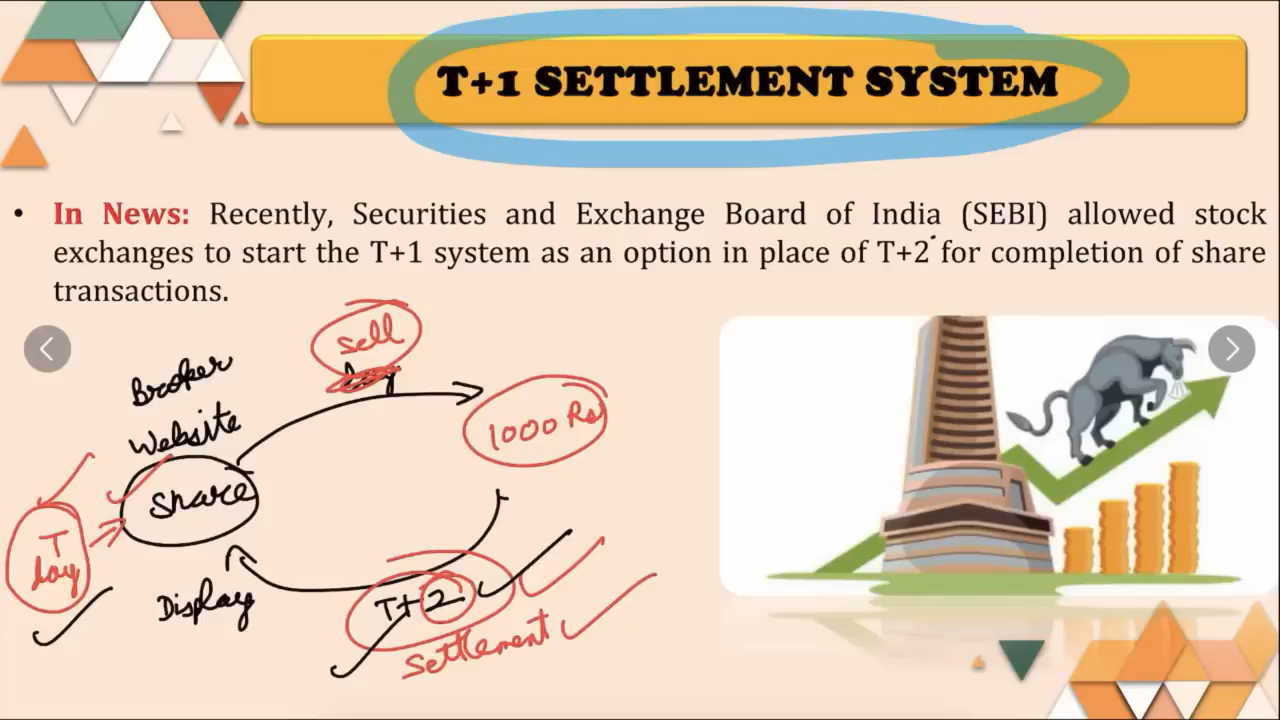 T+1 SETTLEMENT SYSTEM
• In News: Recently, Securities and Exchange Board of India (SEBI) allowed stock
exchanges to start the T+1 system as an option in place of T+2 for completion of share
transactions.
sell
Broker
Website
1000 Rs
Share
T
day
Display
T+2
Settlement